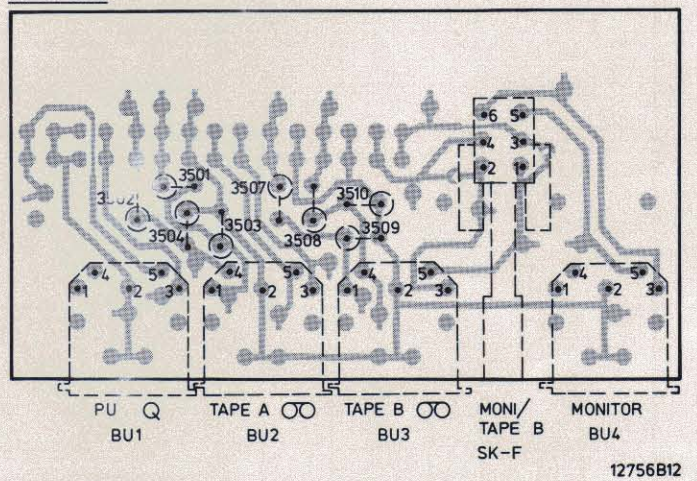 6 5
4 3
2 1
3501
3507
3510
3502
3504
3503
3508
3509
4 5
1 2 3
4 5
1 2 3
4 5
1 2 3
4 5
1 2 3
PU
BU1
TAPE A
BU2
TAPE B
BU3
MONI/
TAPE B
SK-F
MONITOR
BU4
12756B12